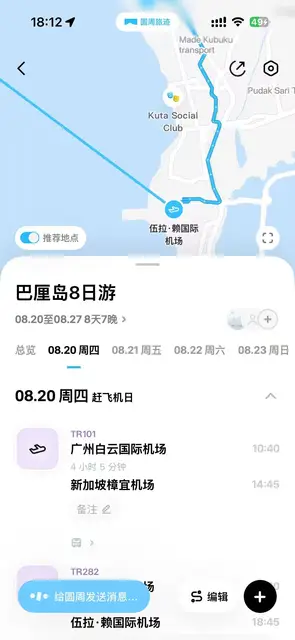 18:12
圆周旅迹
49
Made Kubuku
transport
Pudak Sari T
Kuta Social
Club
伍拉·赖国际
机场
推荐地点
巴厘岛8日游
08.20至08.27 8天7晚 >
总览 08.20 周四 08.21 周五 08.22 周六 08.23 周日
08.20 周四 赶飞机日
TR101
广州白云国际机场 10:40
4 小时 5 分钟
新加坡樟宜机场 14:45
备注
TR282
给圆周发送消息...
编辑
伍拉·赖国际机场 18:45